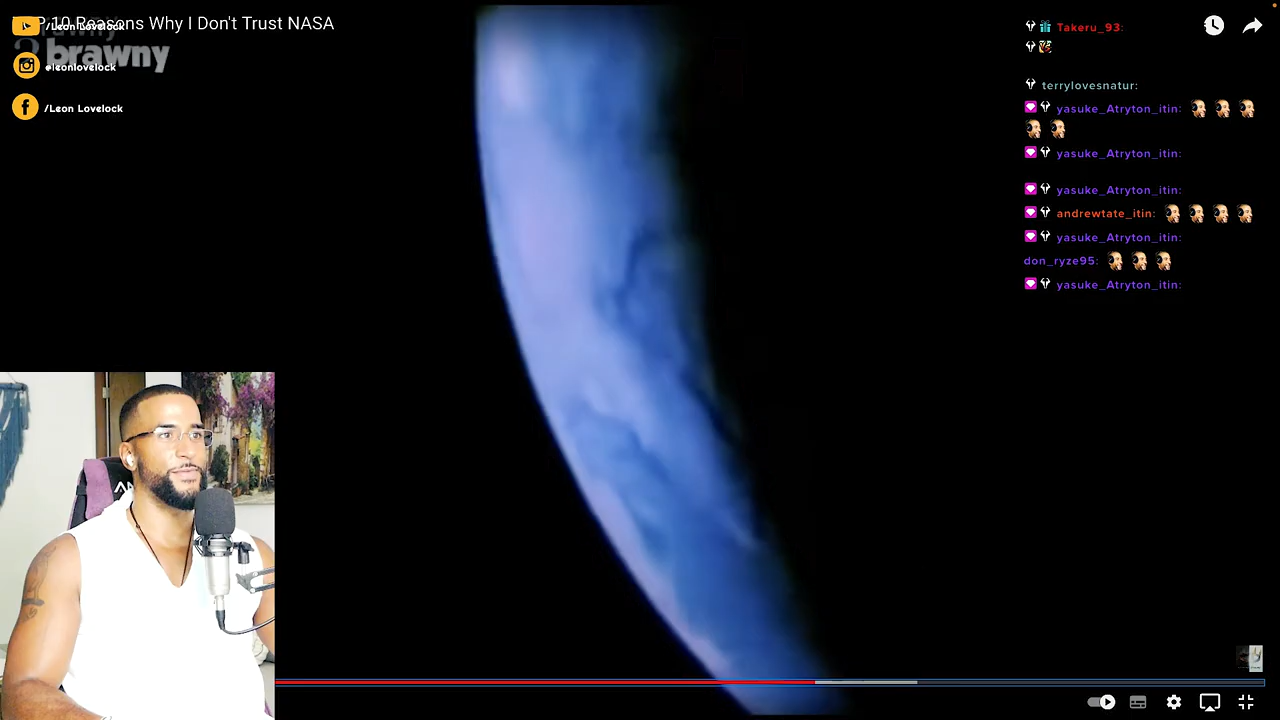 10 Reasons Why I Don't Trust NASA
/Leon Lovelock
brawny
@leonlovelock
/Leon Lovelock
Takeru_93:
terrylovesnatur:
yasuke_Atryton_itin:
yasuke_Atryton_itin:
yasuke_Atryton_itin:
andrewtate_itin:
yasuke_Atryton_itin:
don_ryze95:
yasuke_Atryton_itin: